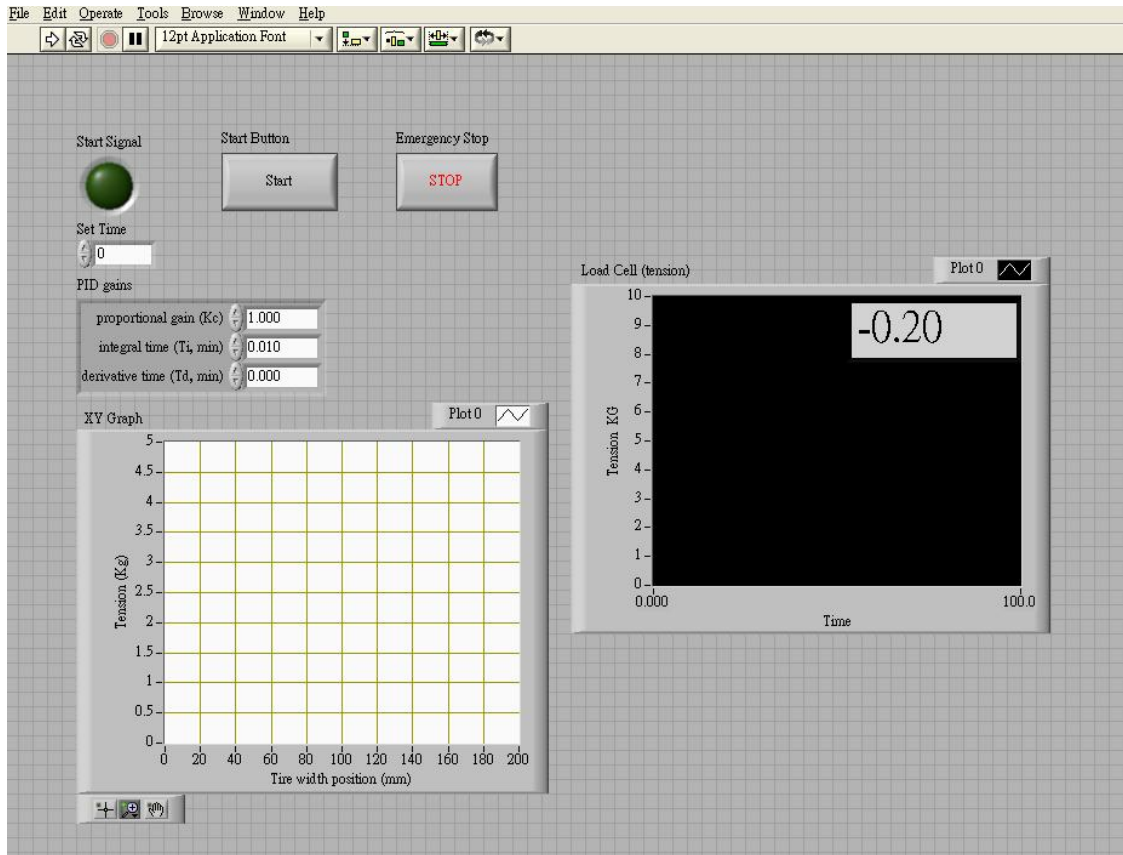 File Edit Operate Tools Browse Window Help
12pt Application Font
Start Signal
Start Button
Start
Emergency Stop
STOP
Set Time
0
PID gains
proportional gain (Kc) 1.000
integral time (Ti, min) 0.010
derivative time (Td, min) 0.000
XY Graph
Plot 0
Tension (Kg)
5
4.5
4
3.5
3
2.5
2
1.5
1
0.5
0
0 20 40 60 80 100 120 140 160 180 200
Tire width position (mm)
Load Cell (tension)
Plot 0
-0.20
Tension KG
10
9
8
7
6
5
4
3
2
1
0
0.000 100.0
Time